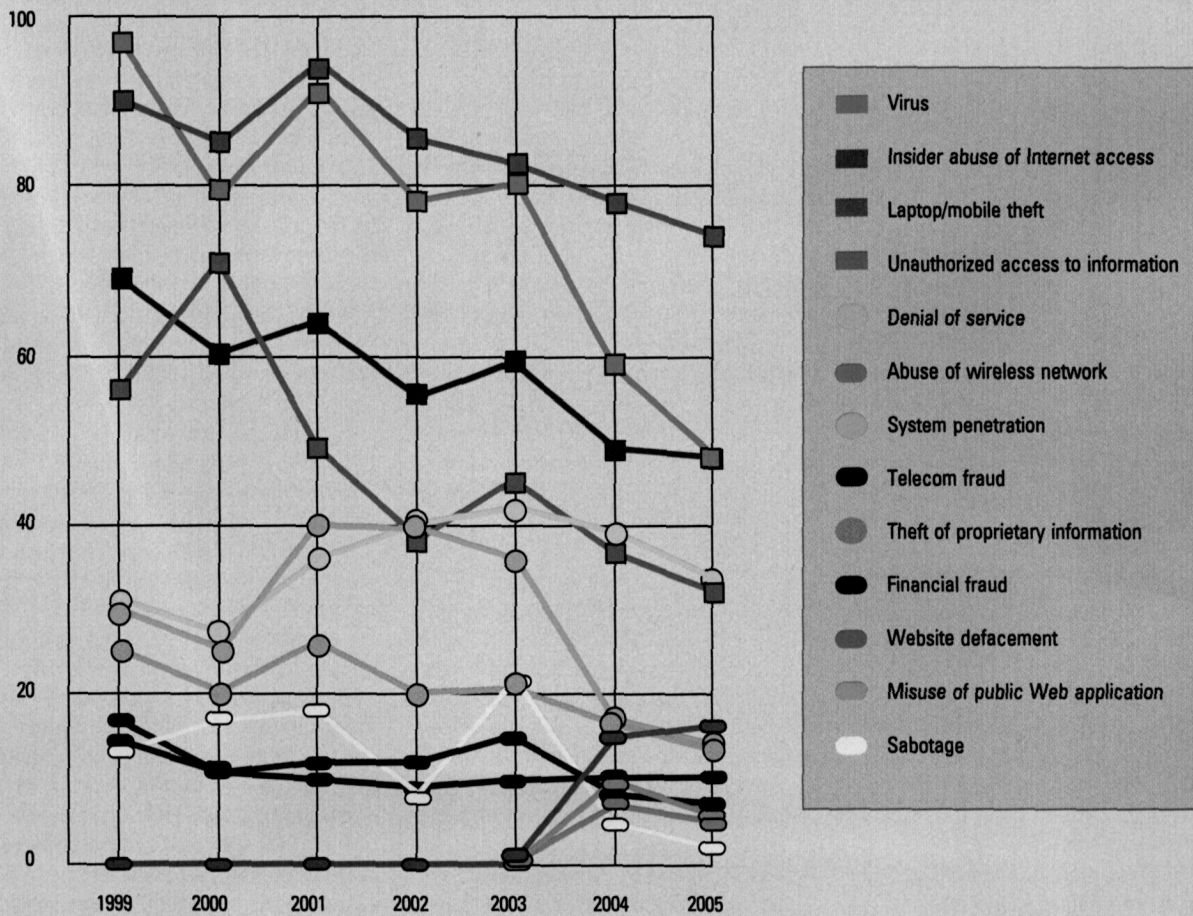 100
80
60
40
20
0
1999 2000 2001 2002 2003 2004 2005
Virus
Insider abuse of Internet access
Laptop/mobile theft
Unauthorized access to information
Denial of service
Abuse of wireless network
System penetration
Telecom fraud
Theft of proprietary information
Financial fraud
Website defacement
Misuse of public Web application
Sabotage